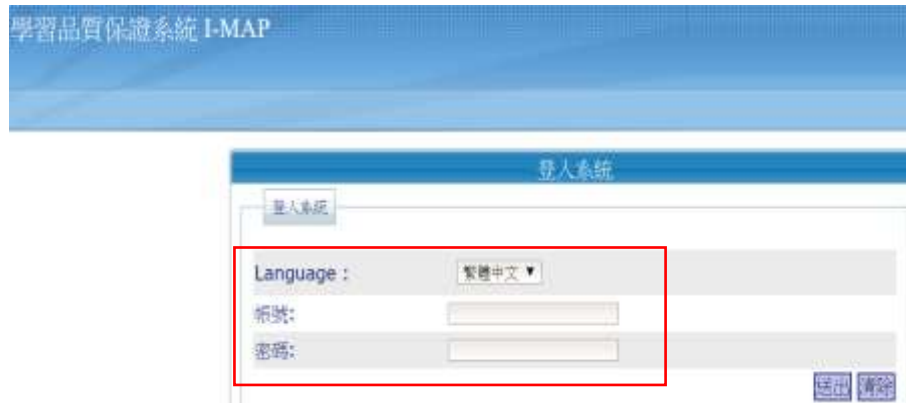 學習品質保證系統 I-MAP
登入系統
登入系統
Language : 繁體中文 ▼
帳號:
密碼:
送出 清除